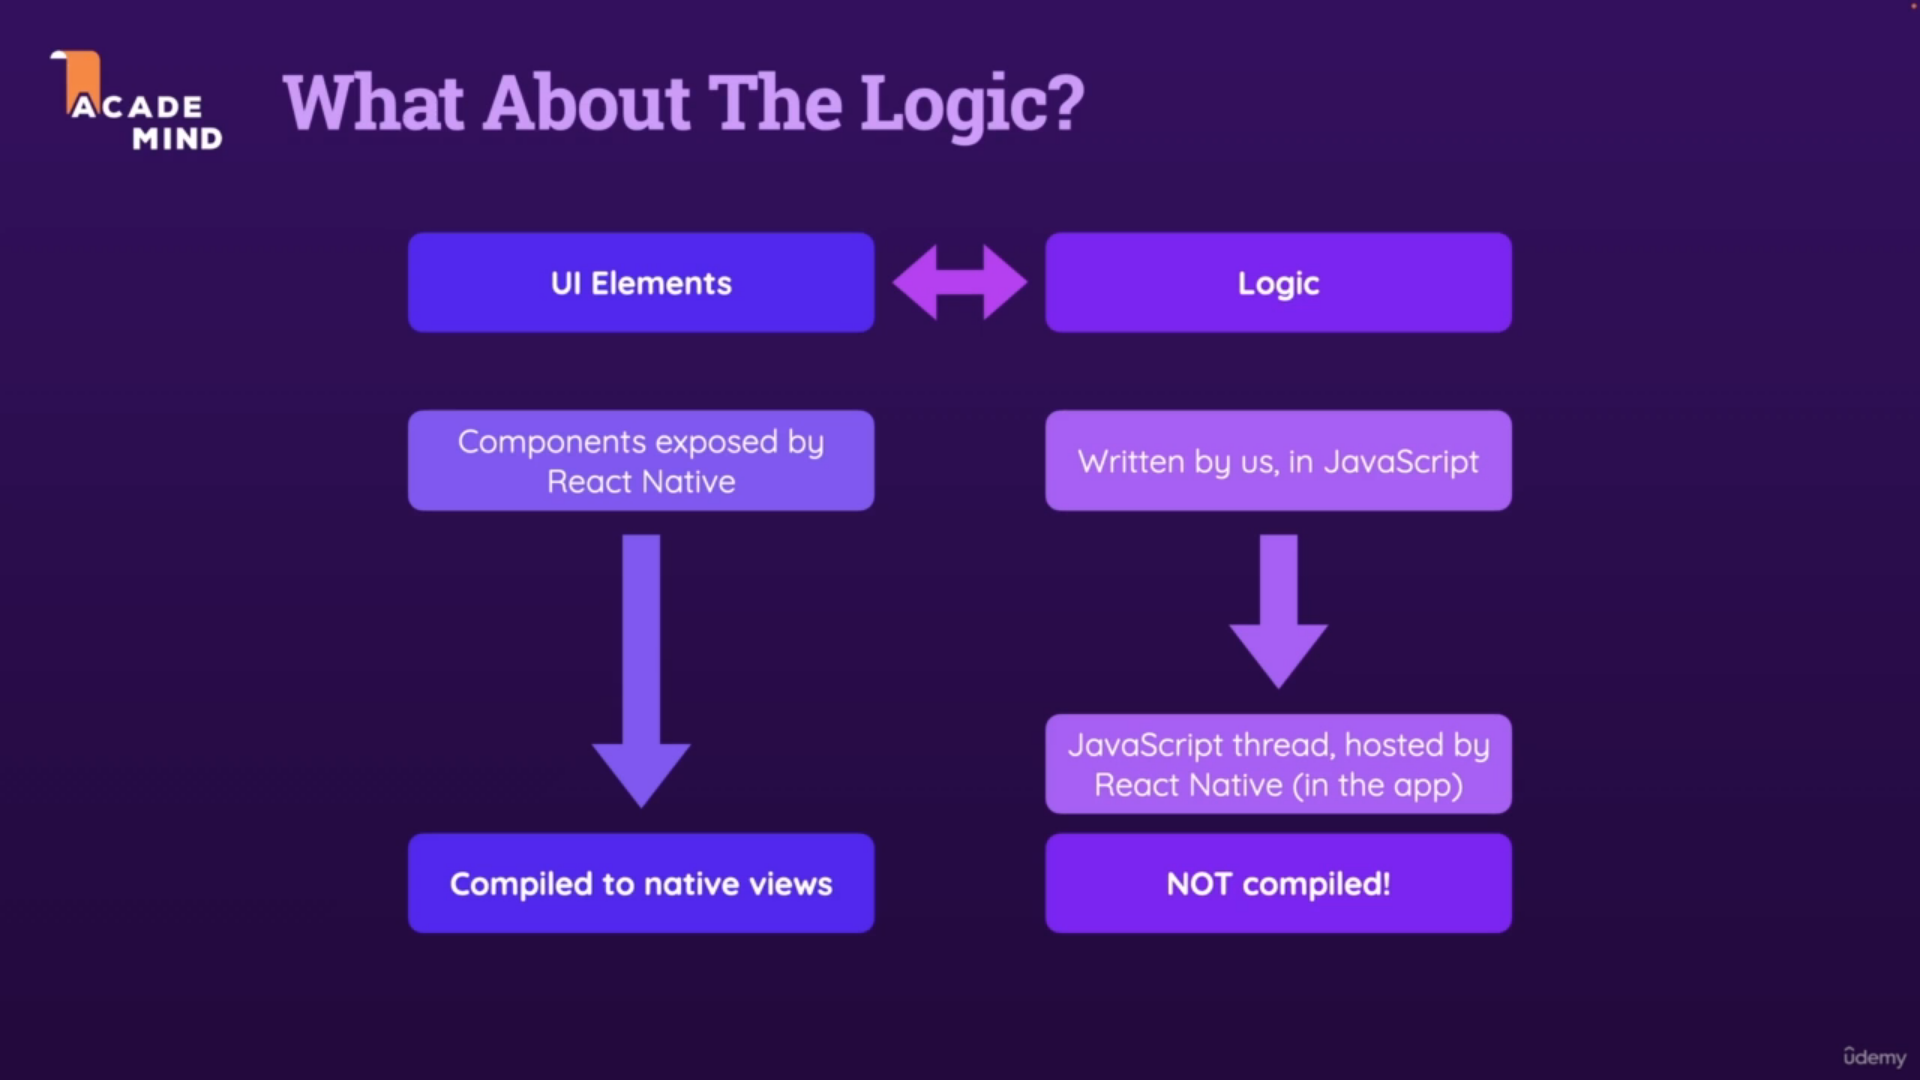 ACADE
MIND
What About The Logic?
UI Elements
Logic
Components exposed by
React Native
Written by us, in JavaScript
JavaScript thread, hosted by
React Native (in the app)
Compiled to native views
NOT compiled!
ûdemy